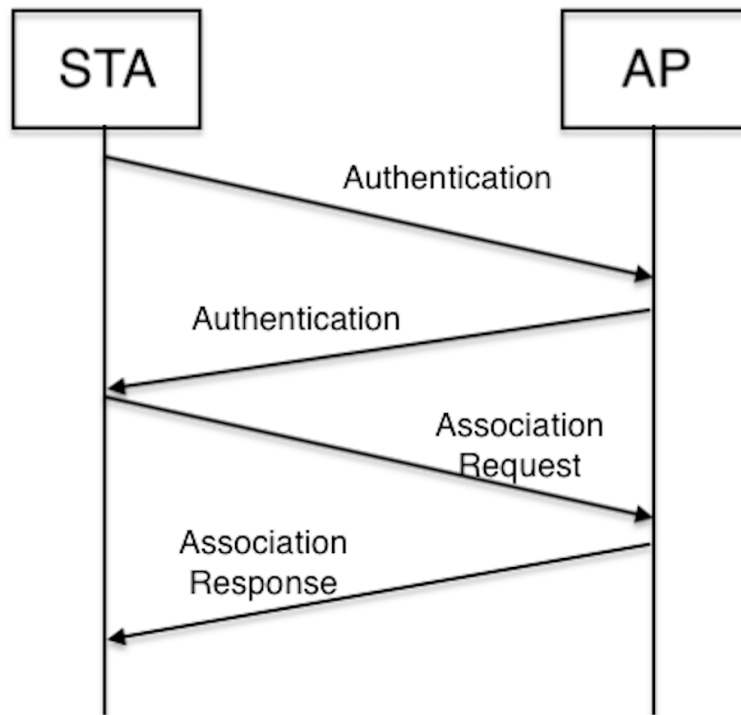 STA
AP
Authentication
Authentication
Association
Request
Association
Response